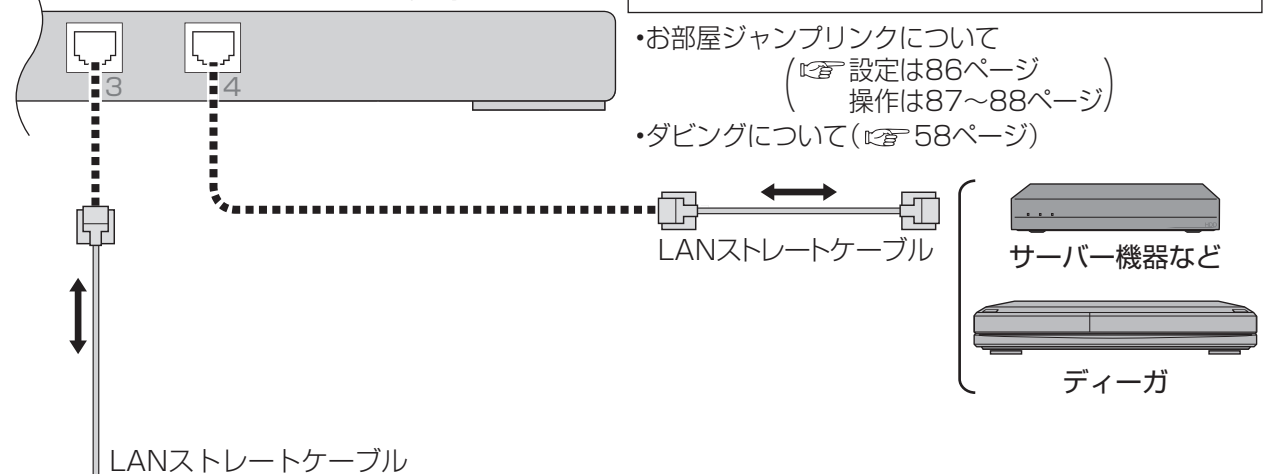 •お部屋ジャンプリンクについて
(☞設定は86ページ
操作は87〜88ページ)
•ダビングについて(☞58ページ)
3
4
LANストレートケーブル
サーバー機器など
ディーガ
LANストレートケーブル